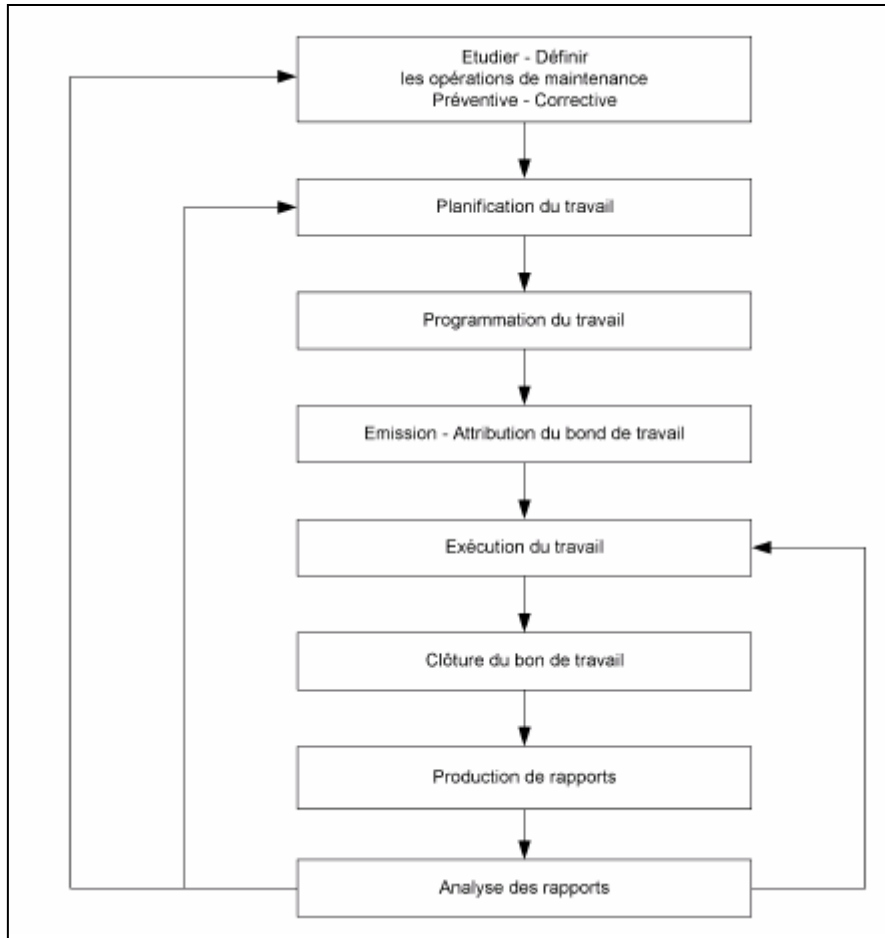 Etudier - Définir
les opérations de maintenance
Préventive - Corrective
Planification du travail
Programmation du travail
Emission - Attribution du bond de travail
Exécution du travail
Clôture du bon de travail
Production de rapports
Analyse des rapports